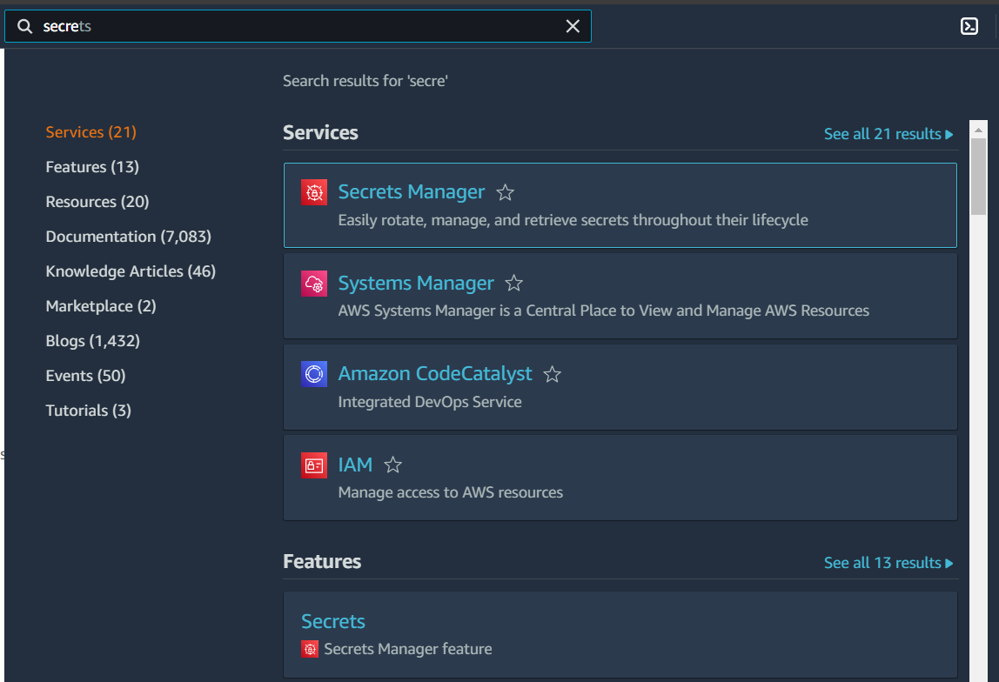 secrets
Search results for 'secre'
Services (21)
Features (13)
Resources (20)
Documentation (7,083)
Knowledge Articles (46)
Marketplace (2)
Blogs (1,432)
Events (50)
Tutorials (3)
Services
See all 21 results
Secrets Manager
Easily rotate, manage, and retrieve secrets throughout their lifecycle
Systems Manager
AWS Systems Manager is a Central Place to View and Manage AWS Resources
Amazon CodeCatalyst
Integrated DevOps Service
IAM
Manage access to AWS resources
Features
See all 13 results
Secrets
Secrets Manager feature